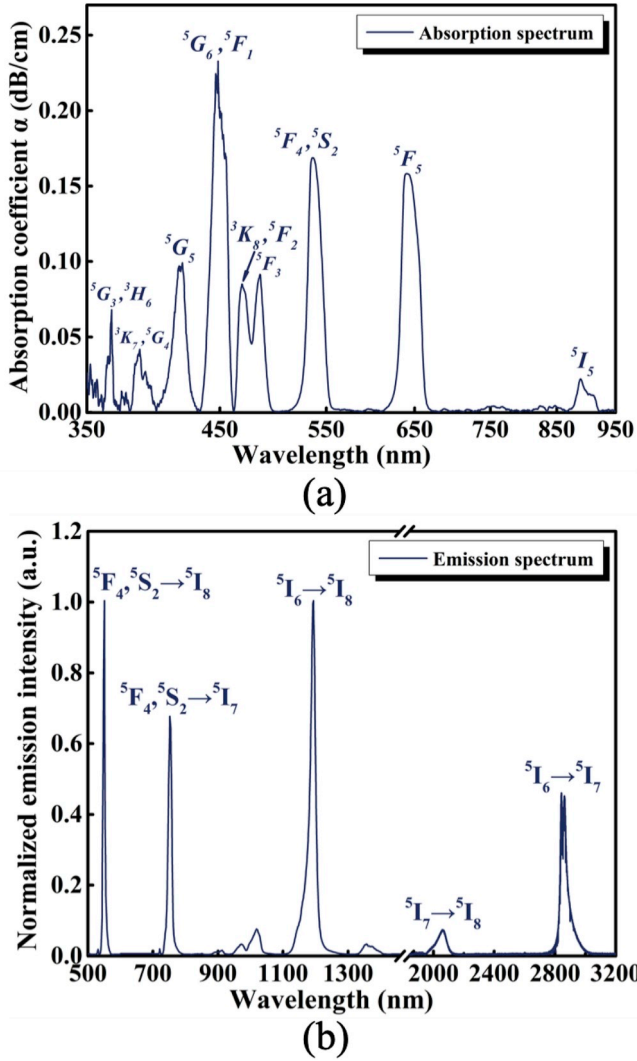 Absorption spectrum
⁵G₆,⁵F₁
⁵F₄,⁵S₂
⁵F₅
³K₈,⁵F₂
⁵F₃
⁵G₅
⁵G₃,³H₆
³K₇,⁵G₄
⁵I₅
0.25
0.20
0.15
0.10
0.05
0.00
Absorption coefficient α (dB/cm)
350 450 550 650 750 850 950
Wavelength (nm)
(a)
Emission spectrum
⁵F₄,⁵S₂→⁵I₈
⁵I₆→⁵I₈
⁵F₄,⁵S₂→⁵I₇
⁵I₆→⁵I₇
⁵I₇→⁵I₈
1.2
1.0
0.8
0.6
0.4
0.2
0.0
Normalized emission intensity (a.u.)
500 700 900 1100 1300 2000 2400 2800 3200
Wavelength (nm)
(b)